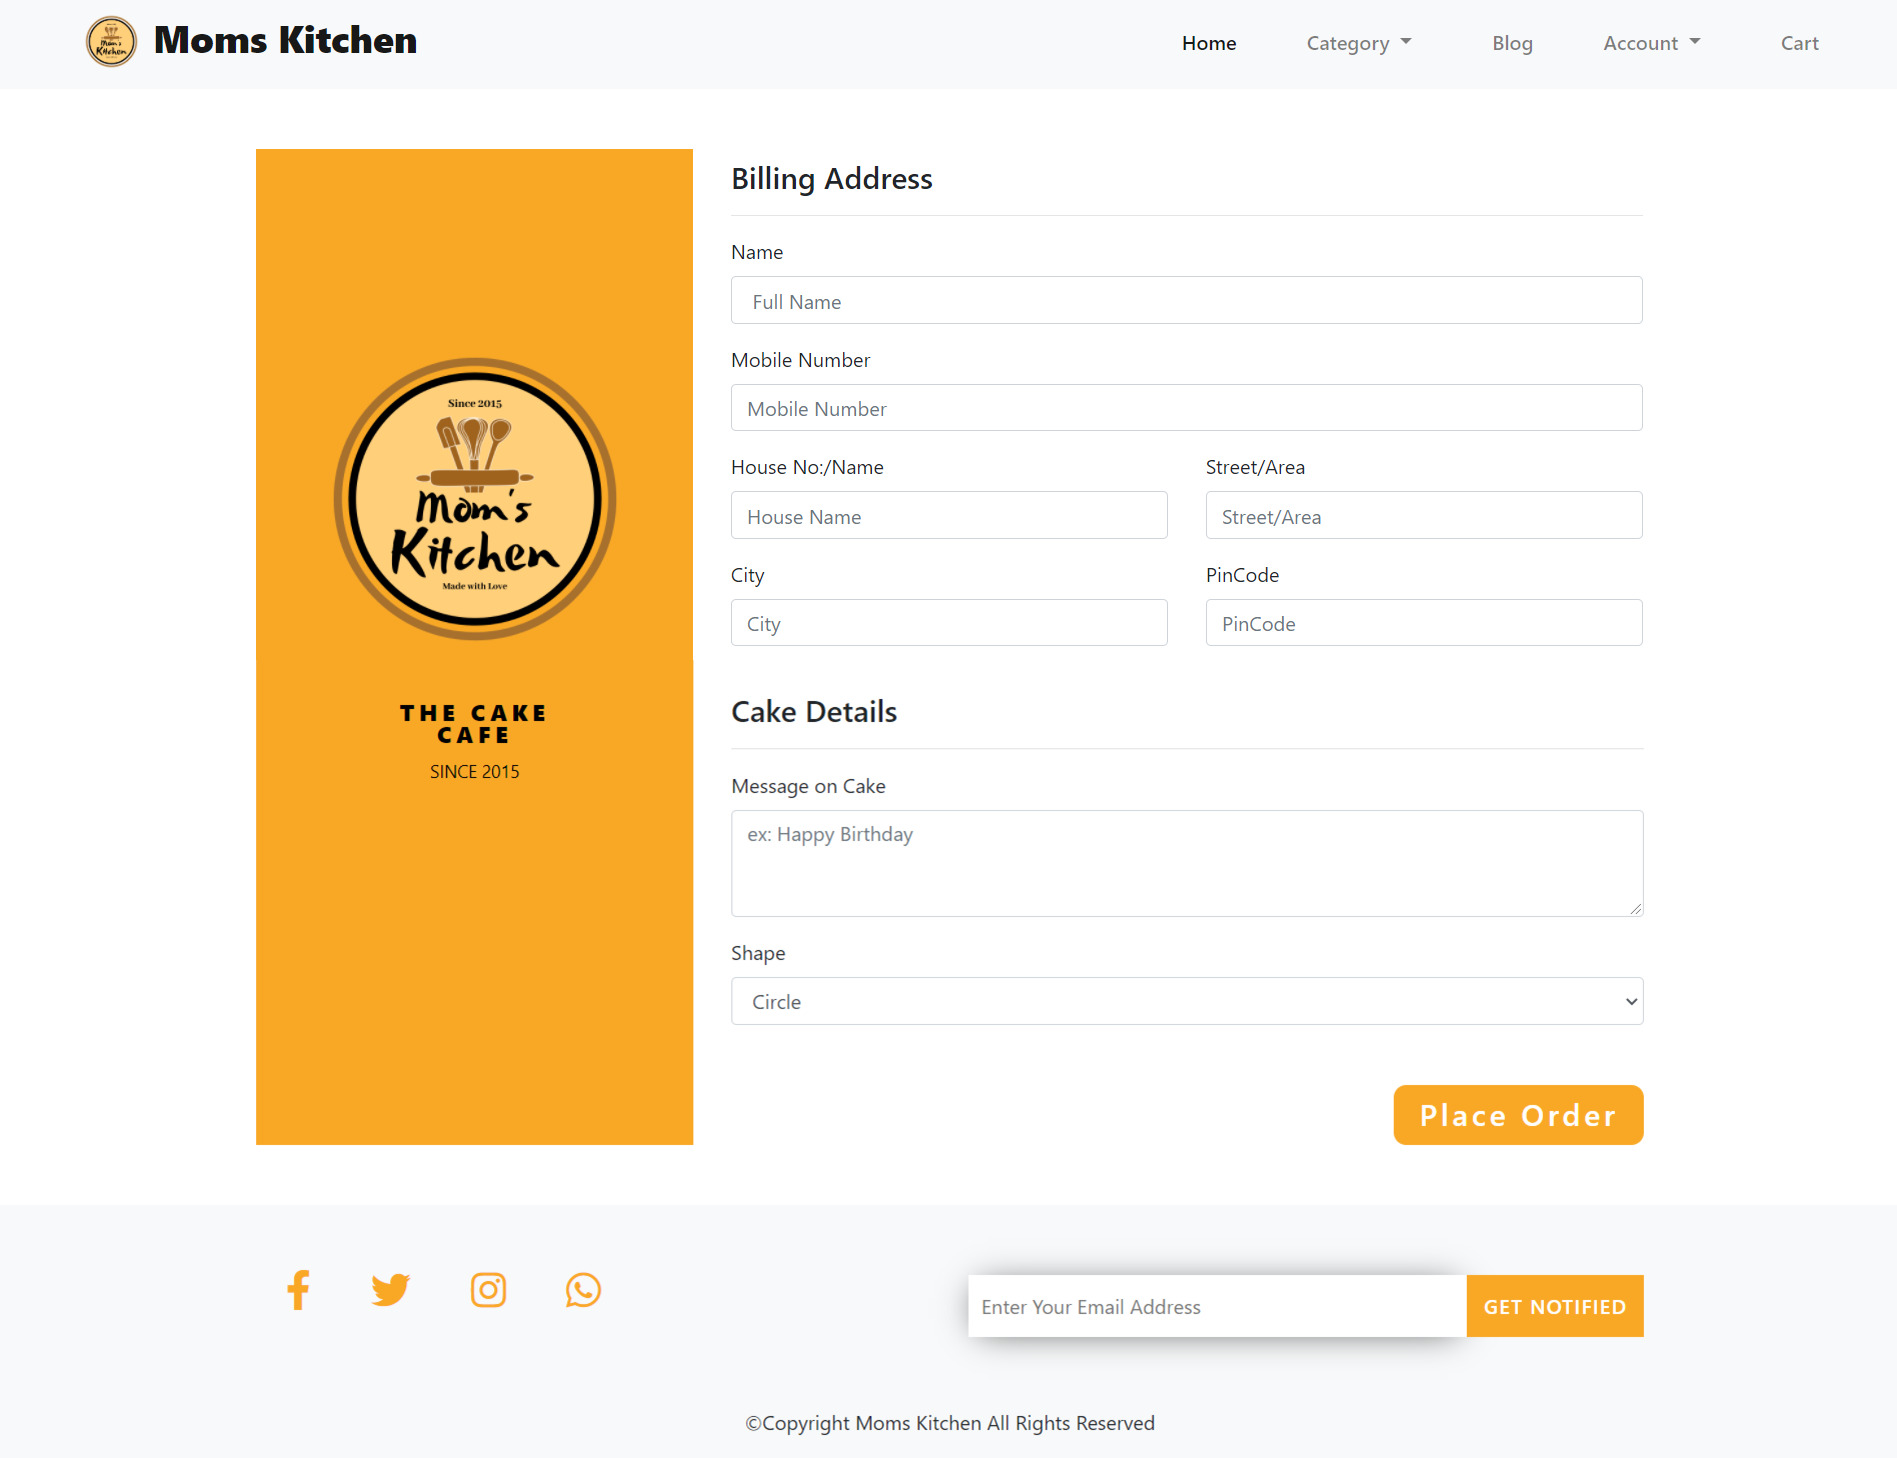 Mom's
Kitchen
Moms Kitchen
Home
Category
Blog
Account
Cart
Since 2015
Mom's
Kitchen
Made with Love
THE CAKE
CAFE
SINCE 2015
Billing Address
Name
Full Name
Mobile Number
Mobile Number
House No:/Name
Street/Area
House Name
Street/Area
City
PinCode
City
PinCode
Cake Details
Message on Cake
ex: Happy Birthday
Shape
Circle
Place Order
Enter Your Email Address
GET NOTIFIED
©Copyright Moms Kitchen All Rights Reserved